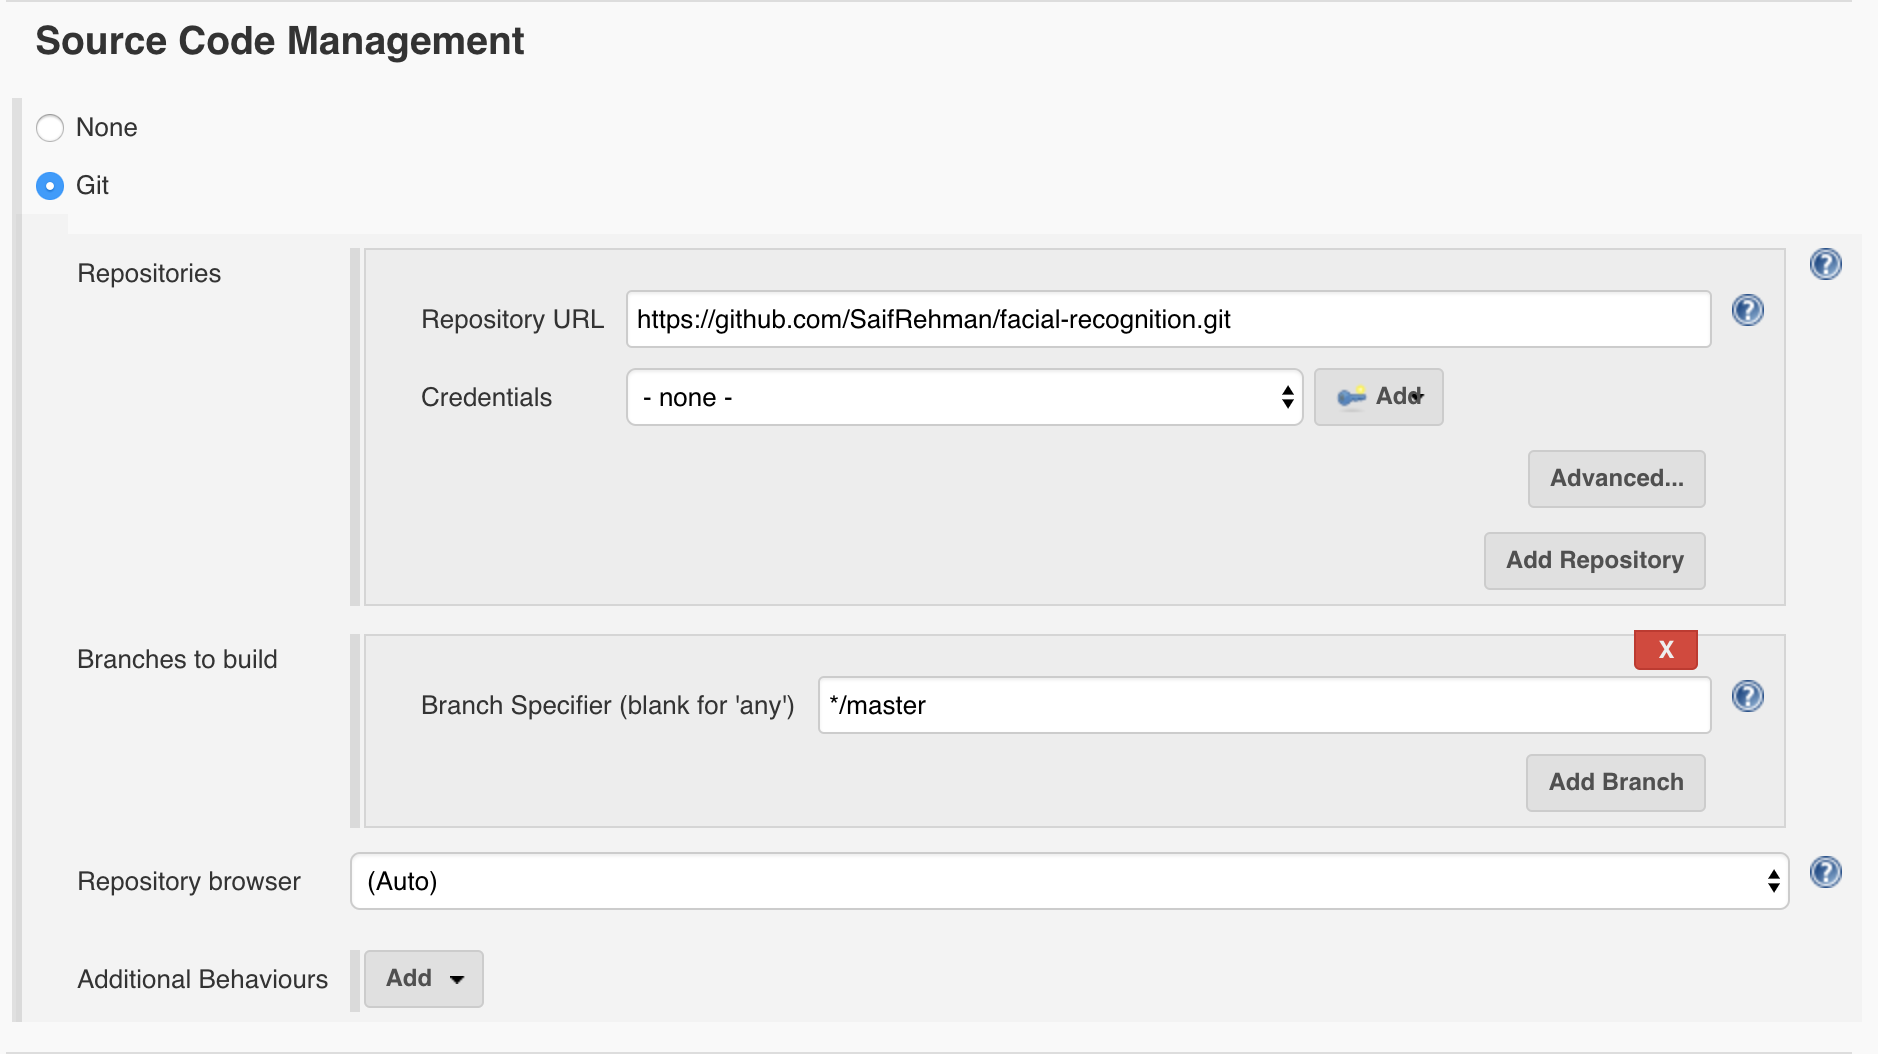 Source Code Management
None
Git
Repositories
Repository URL https://github.com/SaifRehman/facial-recognition.git
Credentials - none - Add
Advanced...
Add Repository
Branches to build
X
Branch Specifier (blank for 'any') */master
Add Branch
Repository browser (Auto)
Additional Behaviours Add